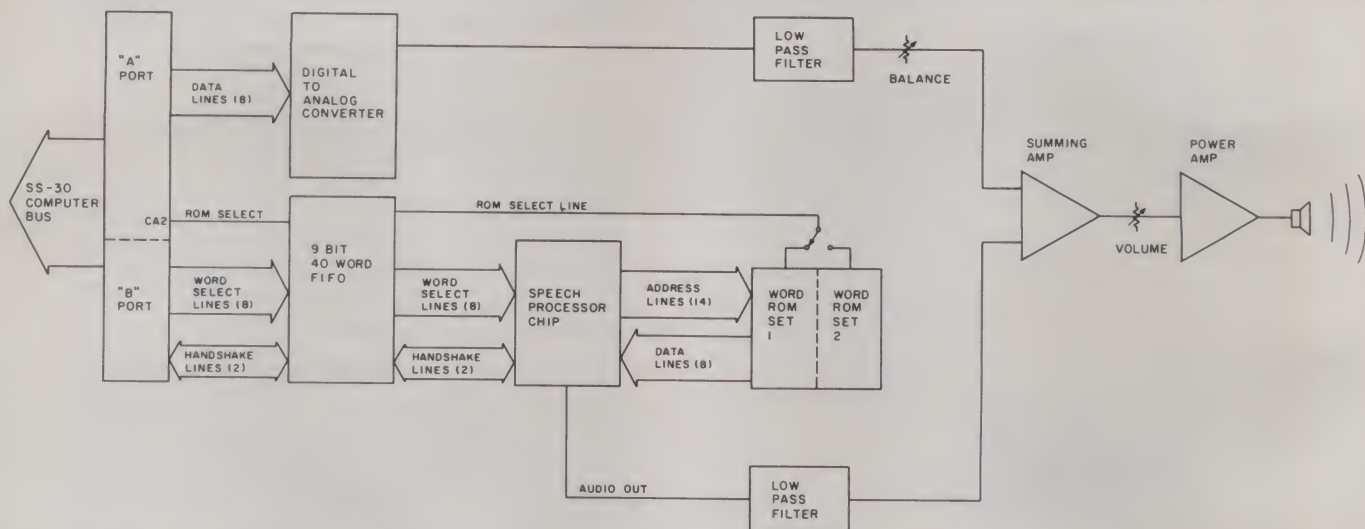 "A"
PORT
DATA
LINES (8)
DIGITAL
TO
ANALOG
CONVERTER
LOW
PASS
FILTER
BALANCE
SUMMING
AMP
POWER
AMP
SS-30
COMPUTER
BUS
CA2
ROM SELECT
ROM SELECT LINE
VOLUME
"B"
PORT
WORD
SELECT
LINES (8)
9 BIT
40 WORD
FIFO
WORD
SELECT
LINES (8)
SPEECH
PROCESSOR
CHIP
ADDRESS
LINES (14)
WORD
ROM
SET
1
WORD
ROM
SET
2
HANDSHAKE
LINES (2)
HANDSHAKE
LINES (2)
DATA
LINES (8)
AUDIO OUT
LOW
PASS
FILTER